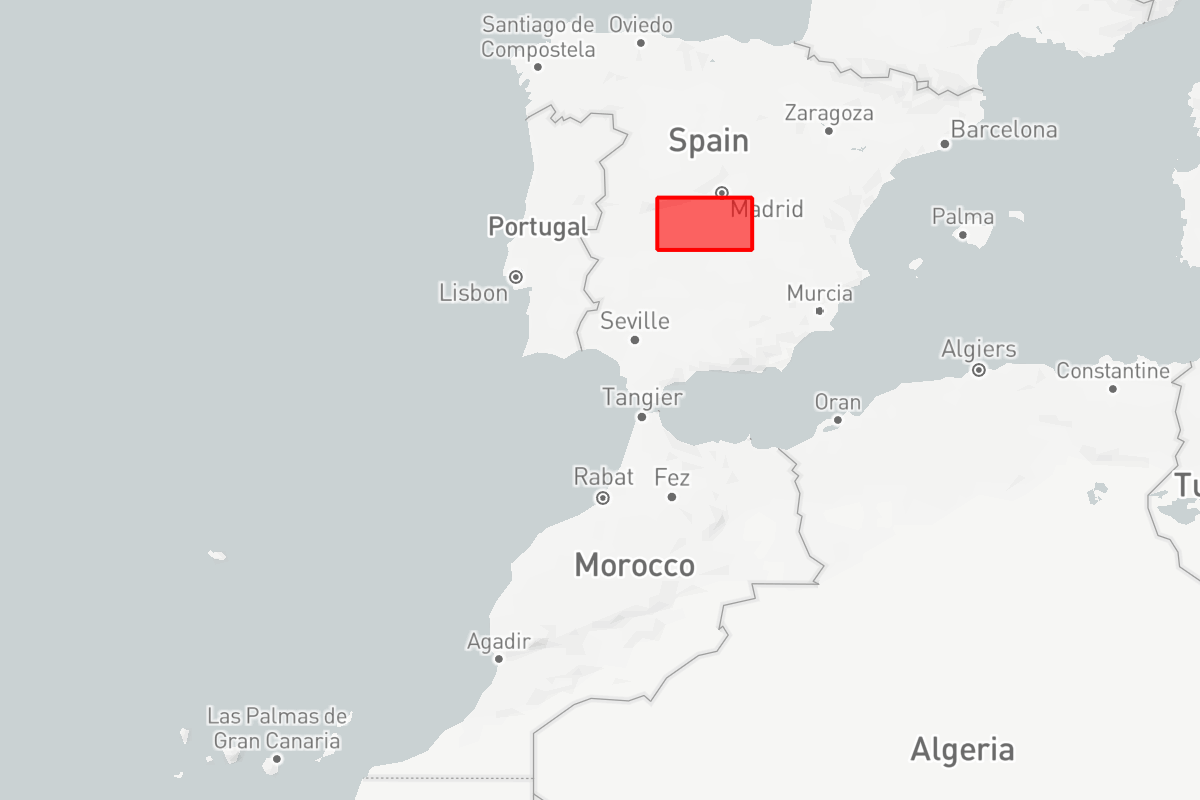 Santiago de
Compostela
Oviedo
Zaragoza
Barcelona
Spain
Madrid
Portugal
Palma
Lisbon
Murcia
Seville
Algiers
Constantine
Tangier
Oran
Rabat
Fez
Tu
Morocco
Agadir
Las Palmas de
Gran Canaria
Algeria